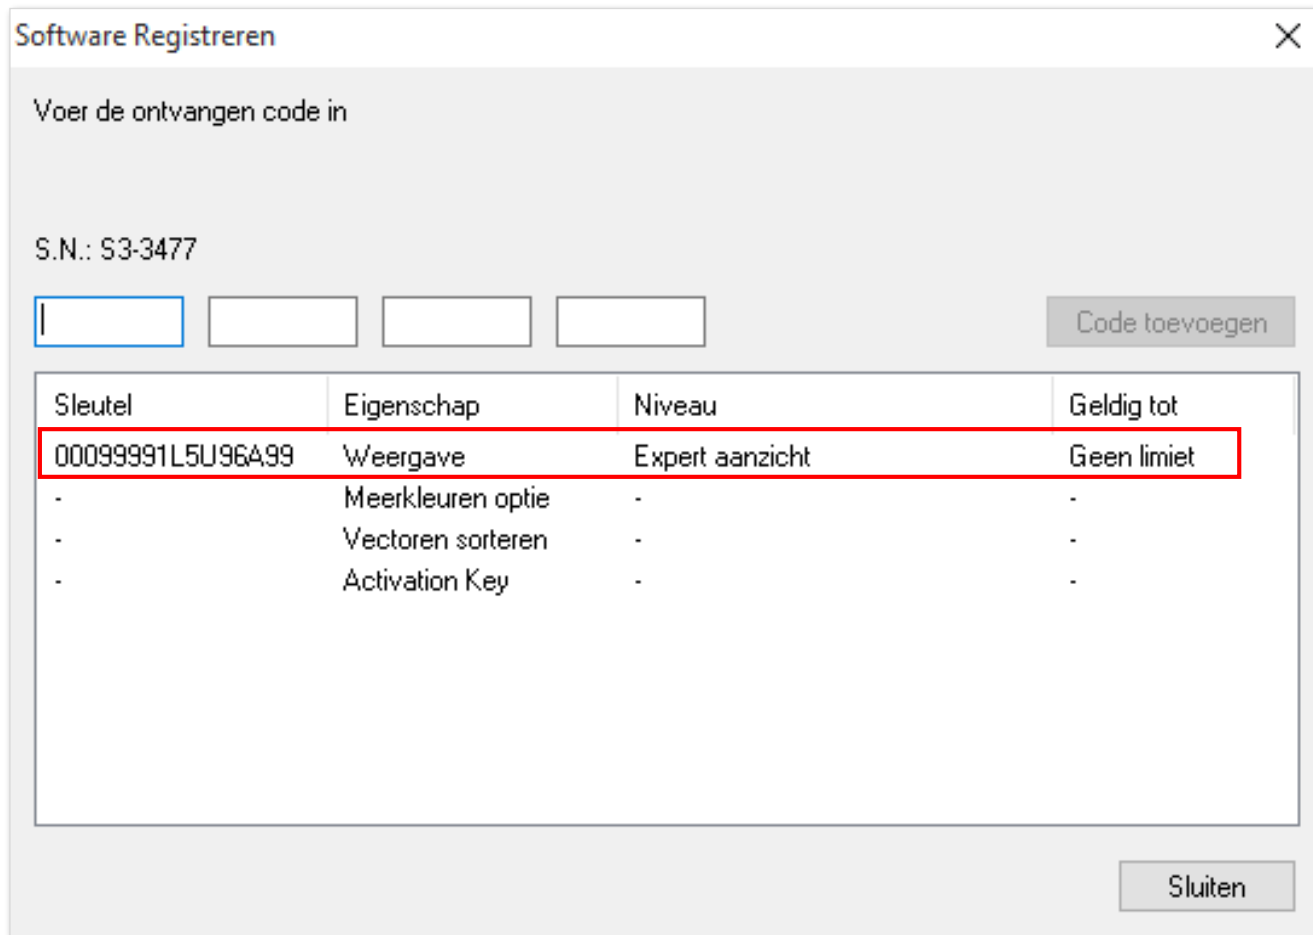 Software Registreren
Voer de ontvangen code in
S.N.: S3-3477
Code toevoegen
Sleutel Eigenschap Niveau Geldig tot
00099991L5U96A99 Weergave Expert aanzicht Geen limiet
- Meerkleuren optie - -
- Vectoren sorteren - -
- Activation Key - -
Sluiten